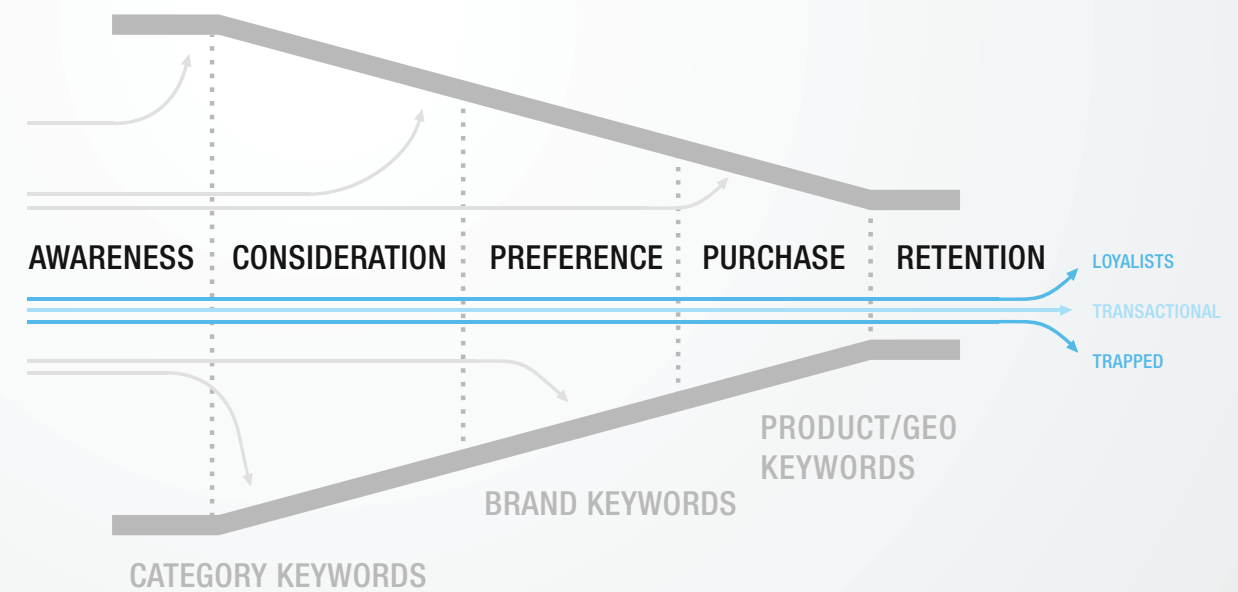 AWARENESS
CONSIDERATION
PREFERENCE
PURCHASE
RETENTION
LOYALISTS
TRANSACTIONAL
TRAPPED
PRODUCT/GEO
KEYWORDS
BRAND KEYWORDS
CATEGORY KEYWORDS